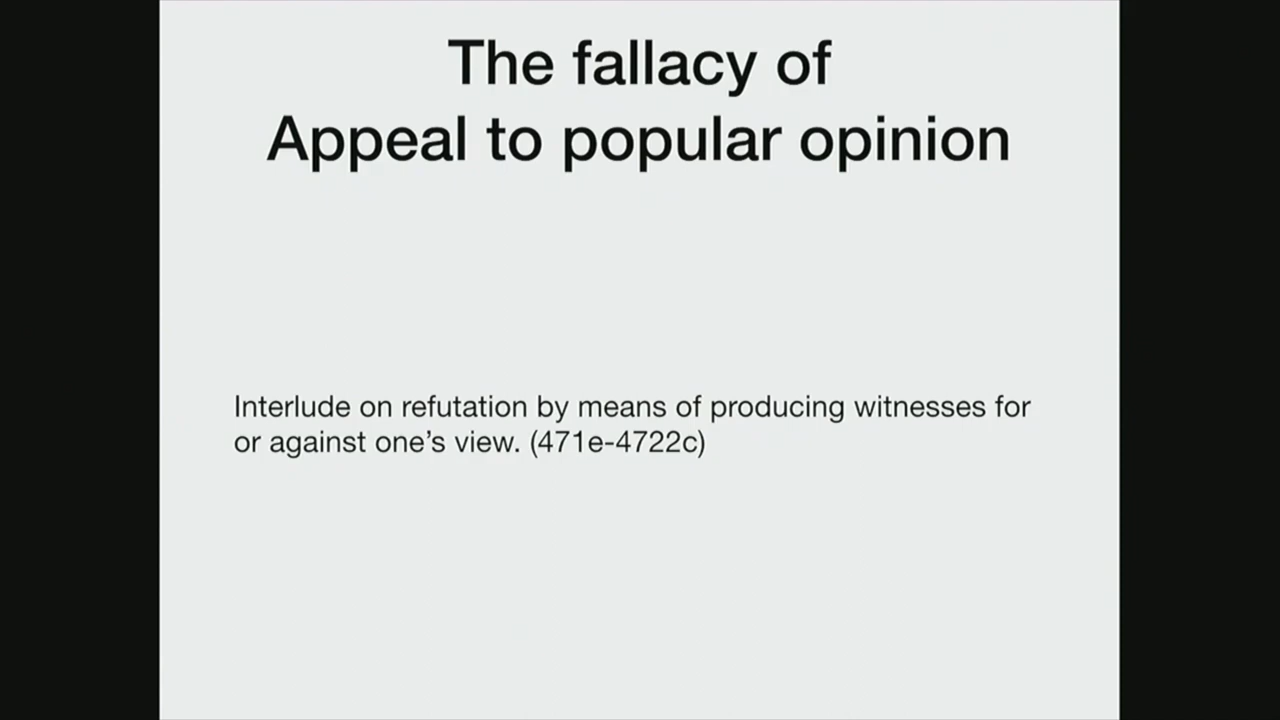 The fallacy of
Appeal to popular opinion
Interlude on refutation by means of producing witnesses for
or against one’s view. (471e-4722c)